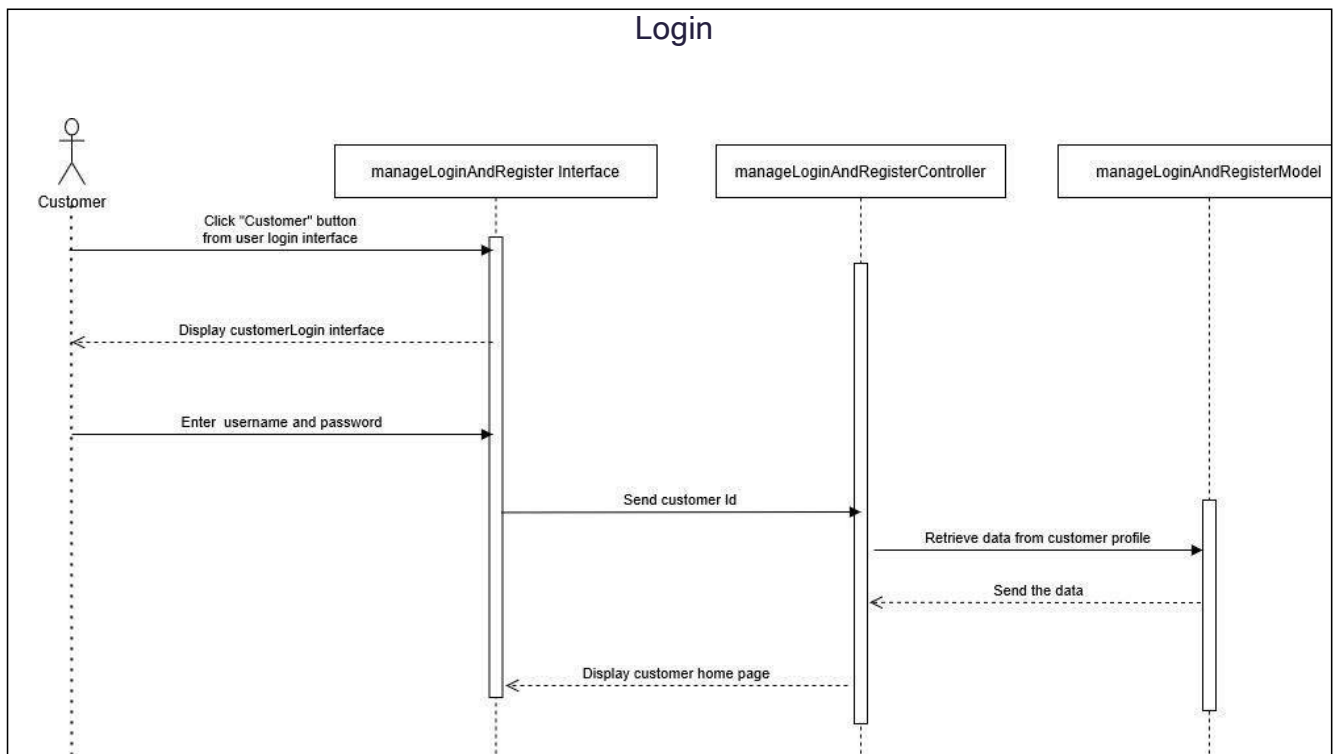 Login
Customer
manageLoginAndRegister Interface
manageLoginAndRegisterController
manageLoginAndRegisterModel
Click "Customer" button
from user login interface
Display customerLogin interface
Enter username and password
Send customer Id
Retrieve data from customer profile
Send the data
Display customer home page